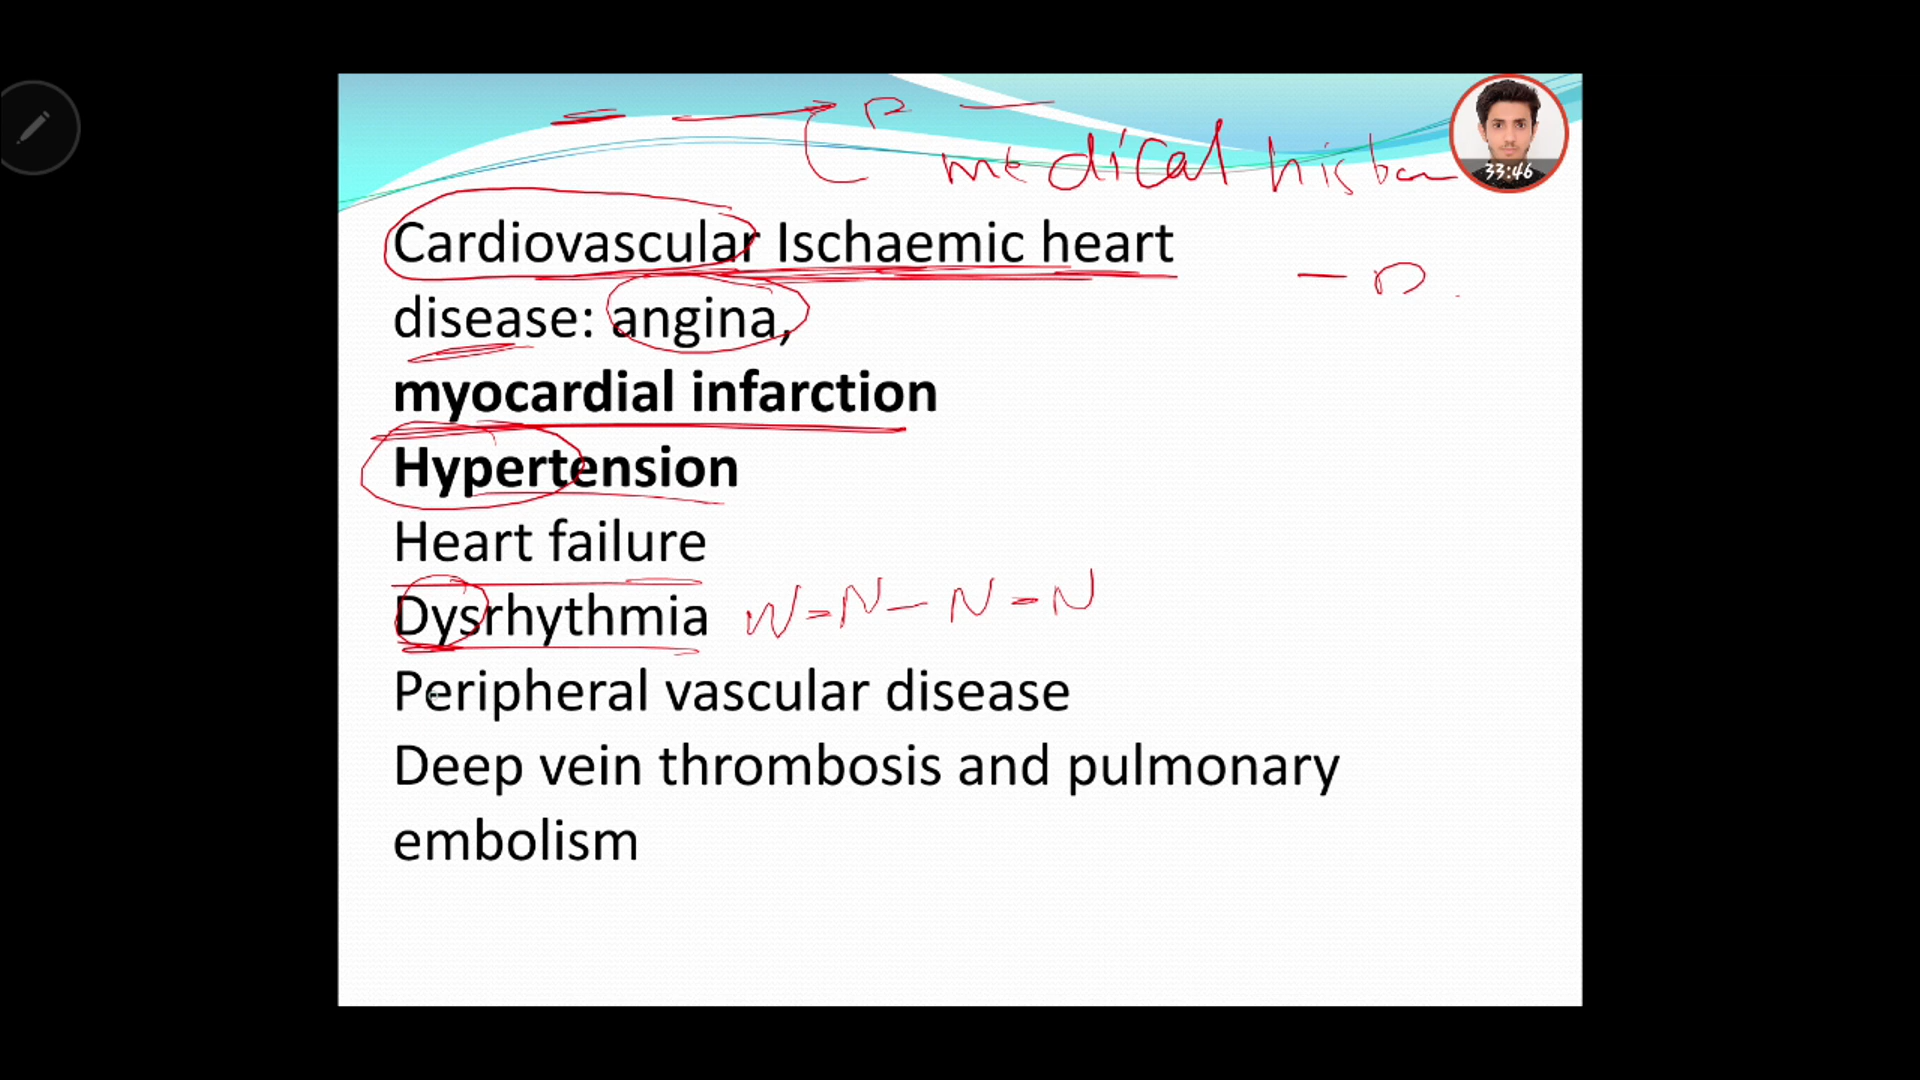 medical
33:46
Cardiovascular Ischaemic heart
disease: angina,
myocardial infarction
Hypertension
Heart failure
Dysrhythmia N=N-N=N
Peripheral vascular disease
Deep vein thrombosis and pulmonary
embolism